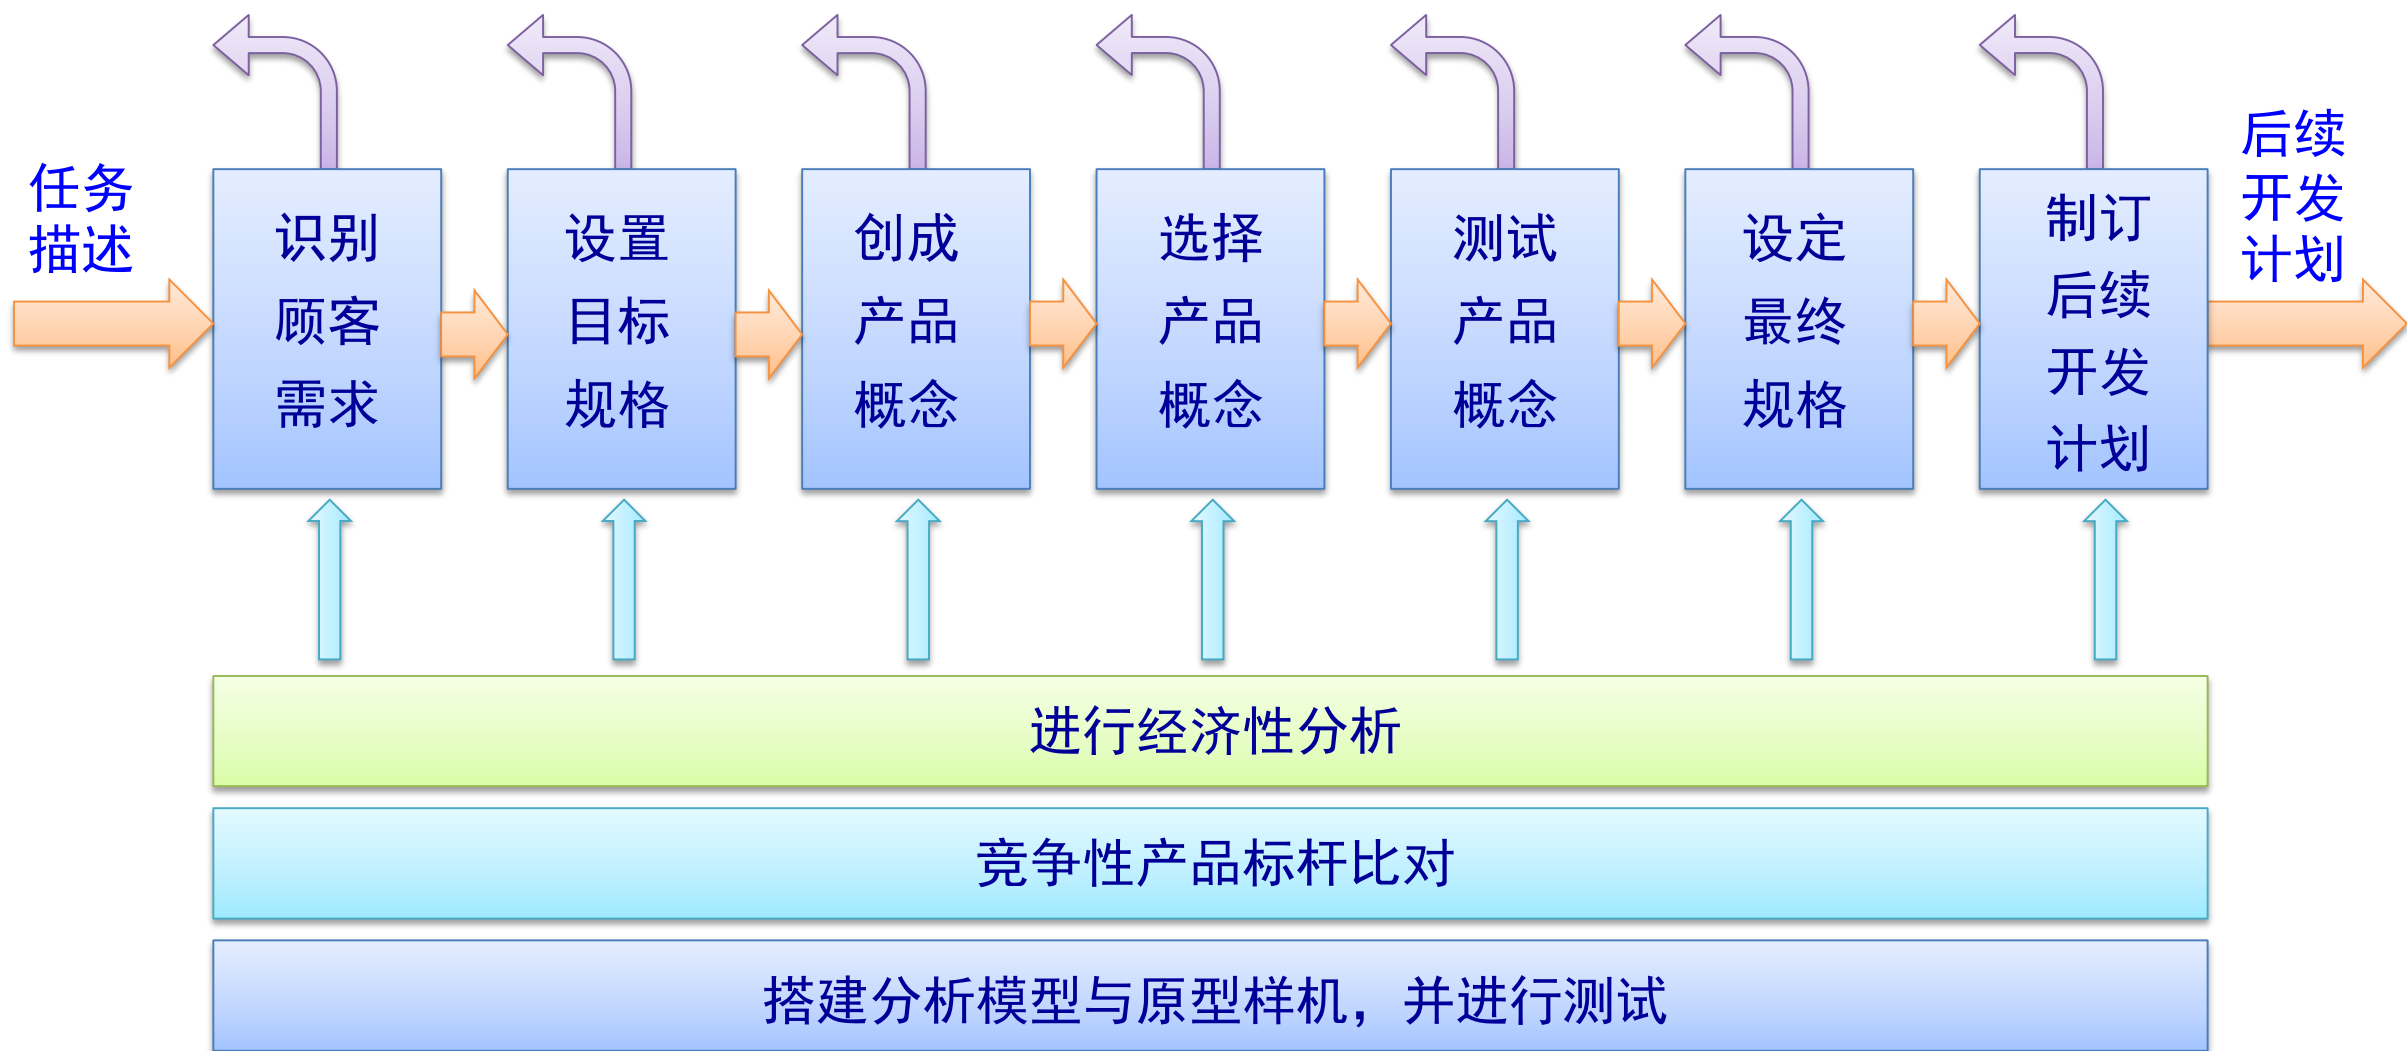 任务
描述
识别
顾客
需求
设置
目标
规格
创成
产品
概念
选择
产品
概念
测试
产品
概念
设定
最终
规格
制订
后续
开发
计划
后续
开发
计划
进行经济性分析
竞争性产品标杆比对
搭建分析模型与原型样机，并进行测试